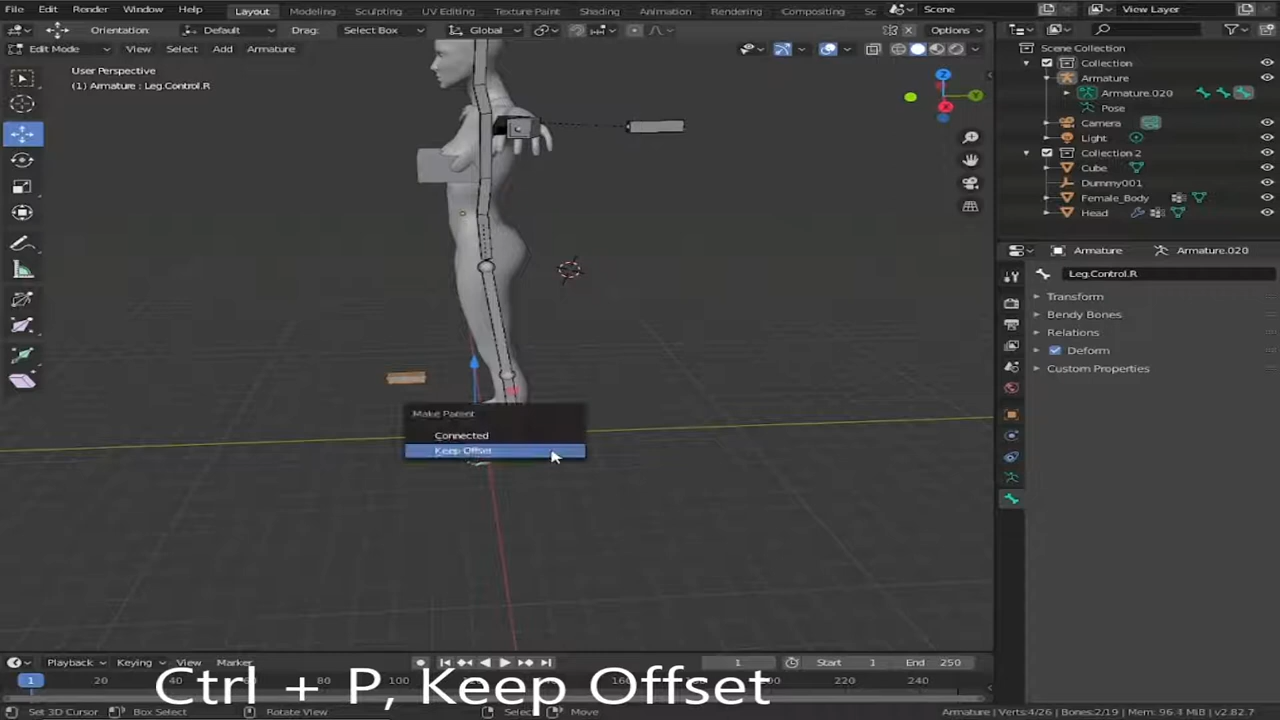 File Edit Render Window Help Layout Modeling Sculpting UV Editing Texture Paint Shading Animation Rendering Compositing Sc Scene View Layer
Orientation: Default Drag: Select Box Global Options
Edit Mode View Select Add Armature
User Perspective
(1) Armature : Leg.Control.R
Z
Y
X
Scene Collection
Collection
Armature
Armature.020
Pose
Camera
Light
Collection 2
Cube
Dummy001
Female_Body
Head
Armature Armature.020
Leg.Control.R
Transform
Bendy Bones
Relations
Deform
Custom Properties
Make Parent
Connected
Keep Offset
Playback Keying View Marker 1 Start 1 End 250
1 20 40 60 80 100 120
Ctrl + P, Keep Offset
Set 3D Cursor Box Select Rotate View Select Move Armature | Verts:4/26 | Bones:2/19 | Mem: 96.4 MiB | v2.82.7